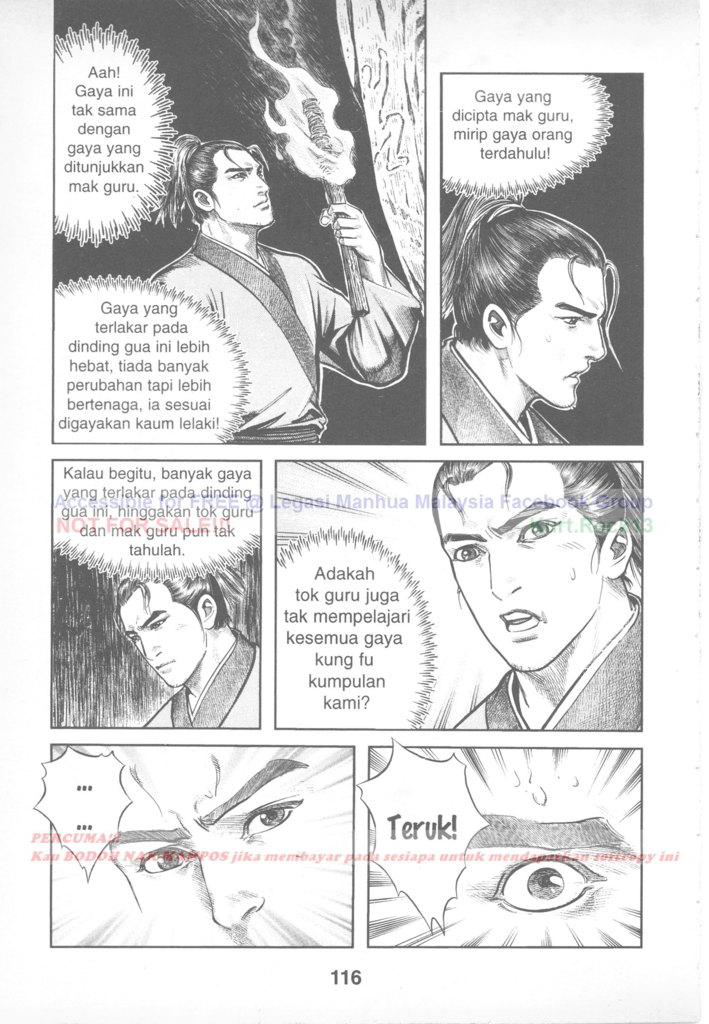 Aah!
Gaya ini
tak sama
dengan
gaya yang
ditunjukkan
mak guru.
Gaya yang
terlakar pada
dinding gua ini lebih
hebat, tiada banyak
perubahan tapi lebih
bertenaga, ia sesuai
digayakan kaum lelaki!
Gaya yang
dicipta mak guru,
mirip gaya orang
terdahulu!
Kalau begitu, banyak gaya
yang terlakar pada dinding
gua ini, ninggakan tok guru
dan mak guru pun tak
tahulah.
Accessible for FREE @ Legasi Manhua Malaysia Facebook Group
NOT FOR SALE!!
Adakah
tok guru juga
tak mempelajari
kesemua gaya
kung fu
kumpulan
kami?
...
...
Teruk!
PERCUMA!!
Kau BODOH NAK MAMPOS jika membayar pada sesiapa untuk mendapatkan softcopy ini
116